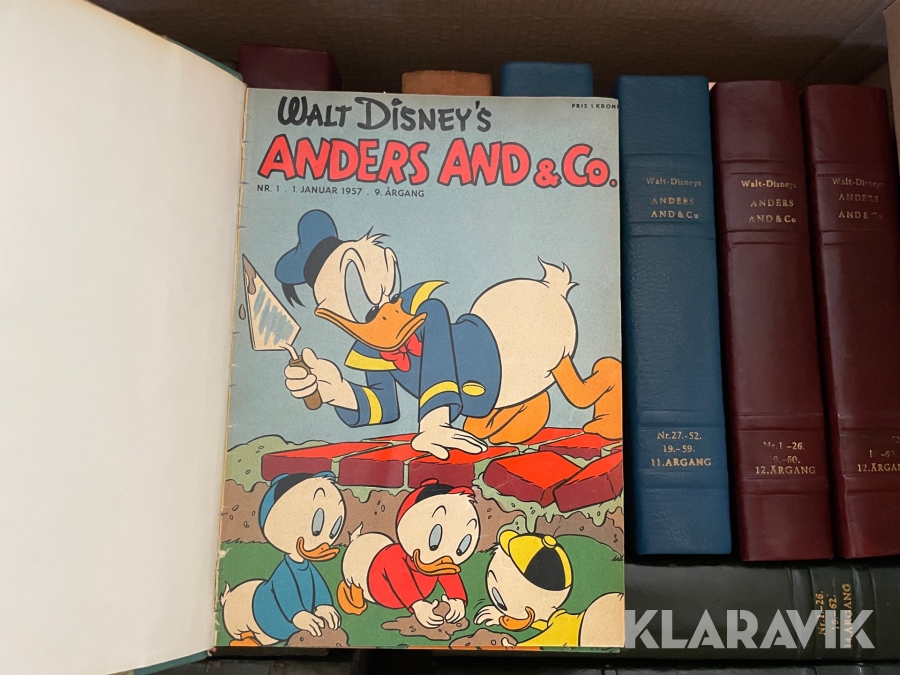 WALT DISNEY'S
PRIS 1 KRONE
ANDERS AND & Co.
NR. 1 . 1. JANUAR 1957 . 9. ÅRGANG
Walt-Disneys
ANDERS
AND & Co
Nr.27.-52.
19.-59.
11.ÅRGANG
Walt-Disneys
ANDERS
AND & Co
Nr.1-26.
19.-60.
12.ÅRGANG
Walt-Disneys
ANDERS
AND & Co
12.ÅRGANG
KLARAVIK